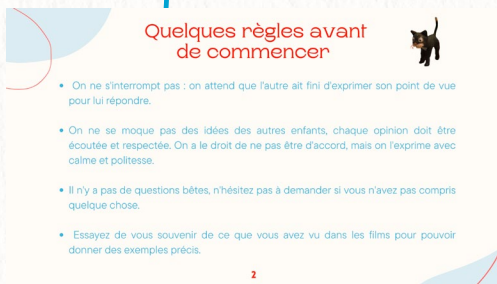 Quelques règles avant
de commencer
• On ne s'interrompt pas : on attend que l'autre ait fini d'exprimer son point de vue
pour lui répondre.
• On ne se moque pas des idées des autres enfants, chaque opinion doit être
écoutée et respectée. On a le droit de ne pas être d'accord, mais on l'exprime avec
calme et politesse.
• Il n'y a pas de questions bêtes, n'hésitez pas à demander si vous n'avez pas compris
quelque chose.
• Essayez de vous souvenir de ce que vous avez vu dans les films pour pouvoir
donner des exemples précis.
2